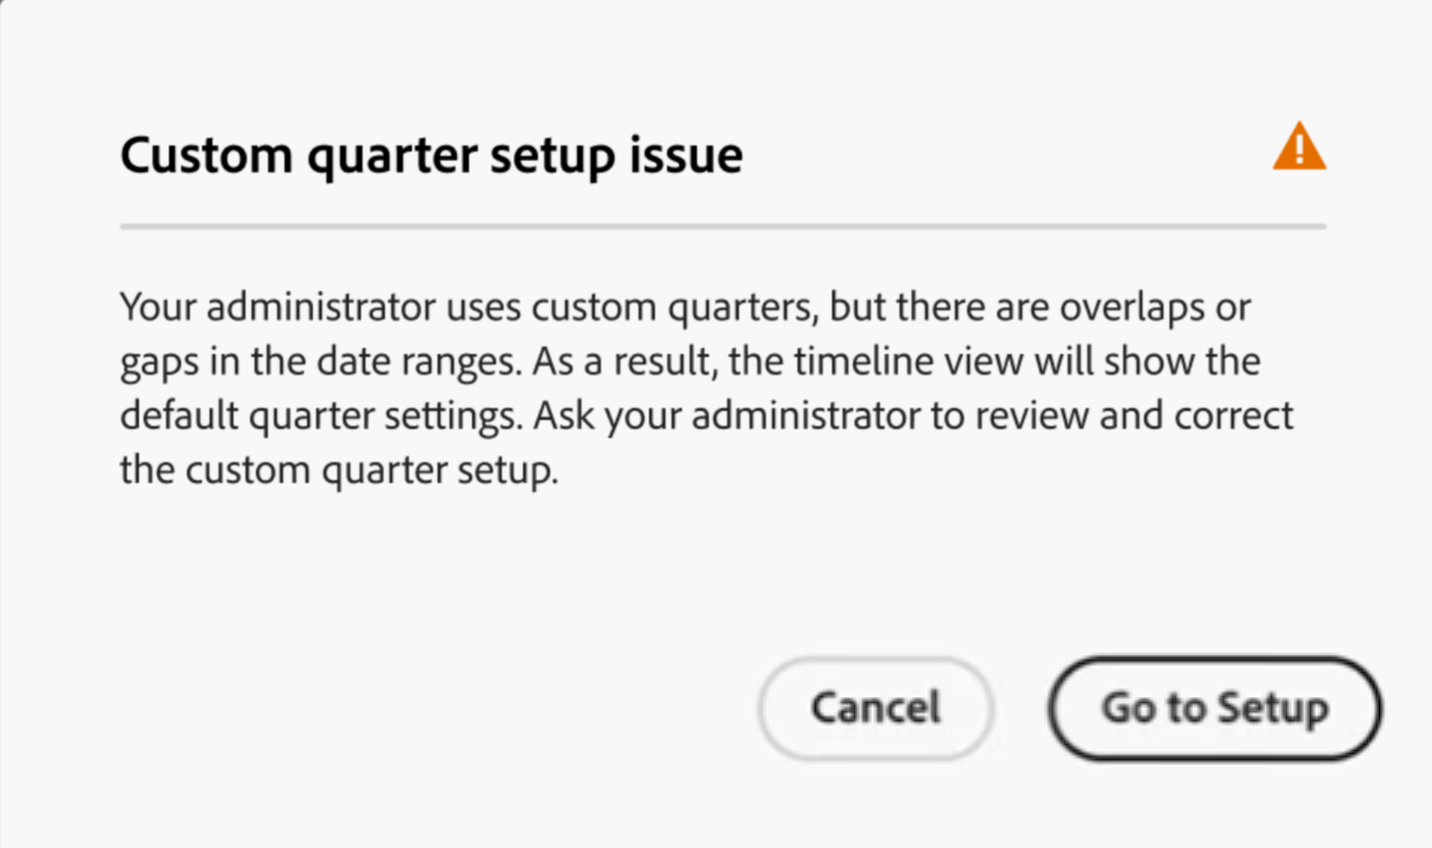 Custom quarter setup issue
Your administrator uses custom quarters, but there are overlaps or
gaps in the date ranges. As a result, the timeline view will show the
default quarter settings. Ask your administrator to review and correct
the custom quarter setup.
Cancel
Go to Setup